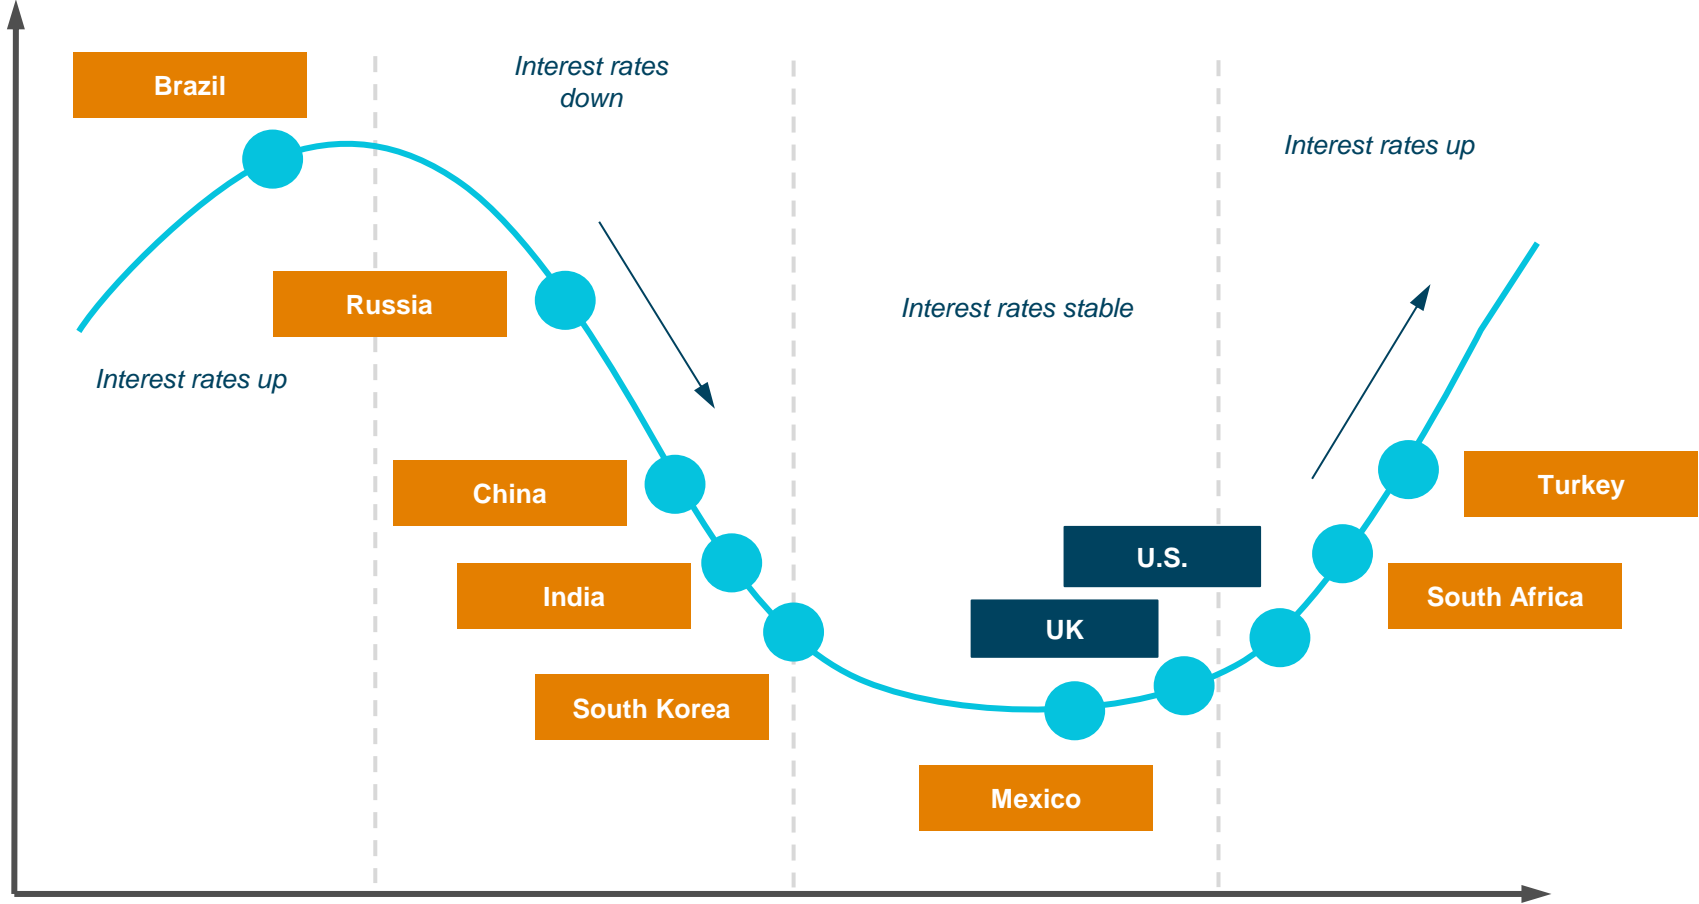 Interest rates
down
Brazil
Interest rates up
Russia
Interest rates stable
Interest rates up
China
Turkey
U.S.
India
South Africa
UK
South Korea
Mexico